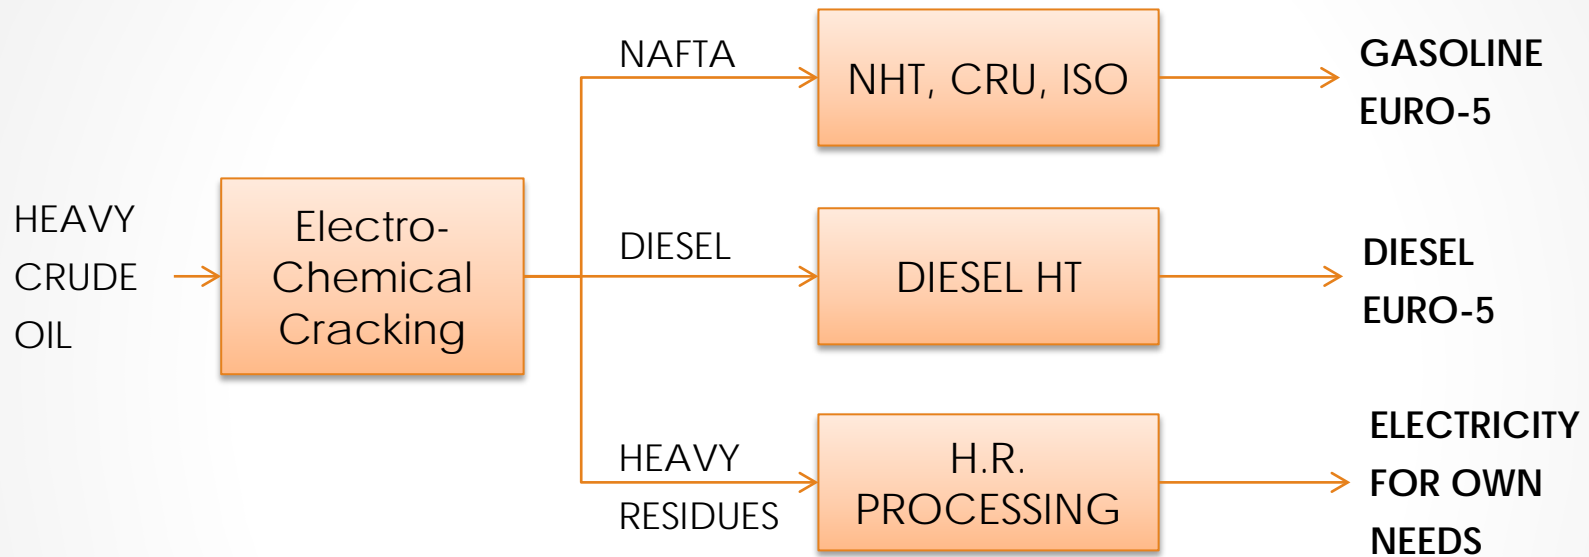 HEAVY
CRUDE
OIL
Electro-
Chemical
Cracking
NAFTA
NHT, CRU, ISO
GASOLINE
EURO-5
DIESEL
DIESEL HT
DIESEL
EURO-5
HEAVY
RESIDUES
H.R.
PROCESSING
ELECTRICITY
FOR OWN
NEEDS